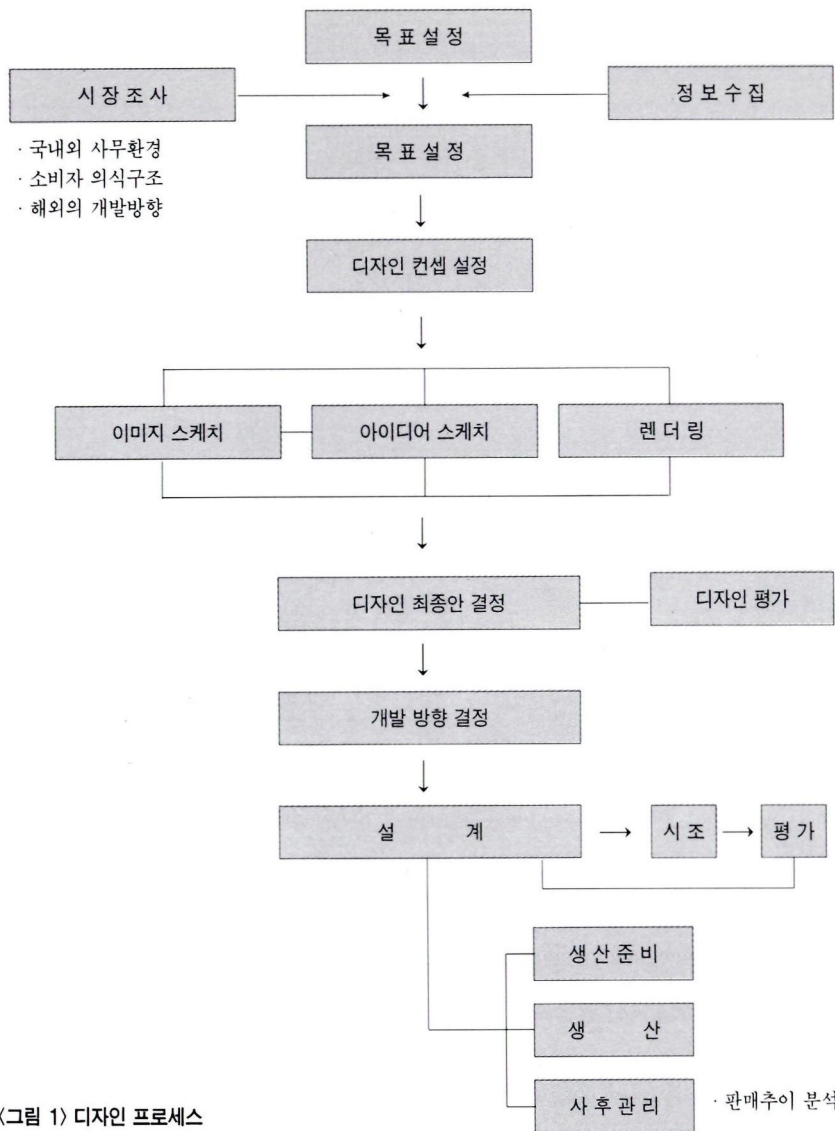 목 표 설 정
시 장 조 사
정 보 수 집
· 국내외 사무환경
· 소비자 의식구조
· 해외의 개발방향
목 표 설 정
디자인 컨셉 설정
이미지 스케치
아이디어 스케치
렌 더 링
디자인 최종안 결정
디자인 평가
개발 방향 결정
설 계
시 조
평 가
생 산 준 비
생 산
사 후 관 리
· 판매추이 분석
〈그림 1〉 디자인 프로세스